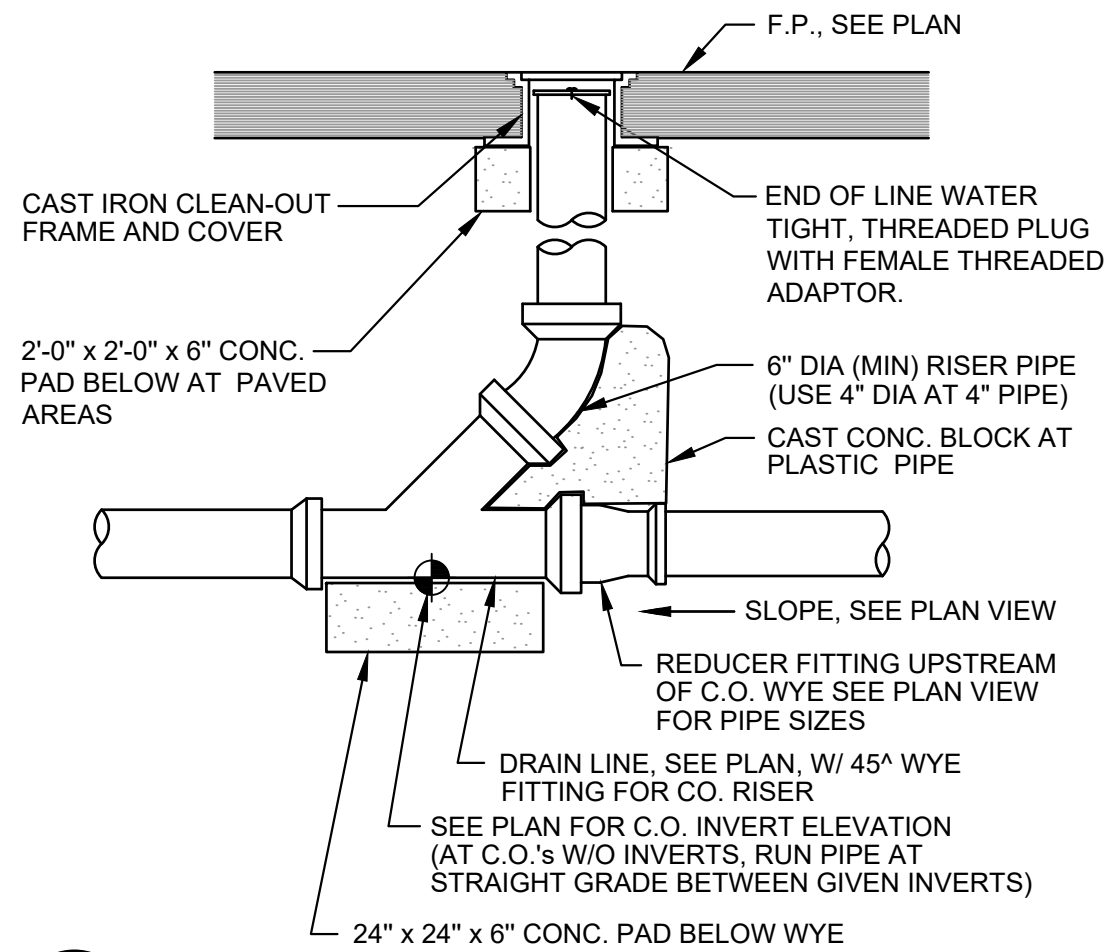 F.P., SEE PLAN
CAST IRON CLEAN-OUT
FRAME AND COVER
END OF LINE WATER
TIGHT, THREADED PLUG
WITH FEMALE THREADED
ADAPTOR.
2'-0" x 2'-0" x 6" CONC.
PAD BELOW AT PAVED
AREAS
6" DIA (MIN) RISER PIPE
(USE 4" DIA AT 4" PIPE)
CAST CONC. BLOCK AT
PLASTIC PIPE
SLOPE, SEE PLAN VIEW
REDUCER FITTING UPSTREAM
OF C.O. WYE SEE PLAN VIEW
FOR PIPE SIZES
DRAIN LINE, SEE PLAN, W/ 45^ WYE
FITTING FOR CO. RISER
SEE PLAN FOR C.O. INVERT ELEVATION
(AT C.O.'s W/O INVERTS, RUN PIPE AT
STRAIGHT GRADE BETWEEN GIVEN INVERTS)
24" x 24" x 6" CONC. PAD BELOW WYE